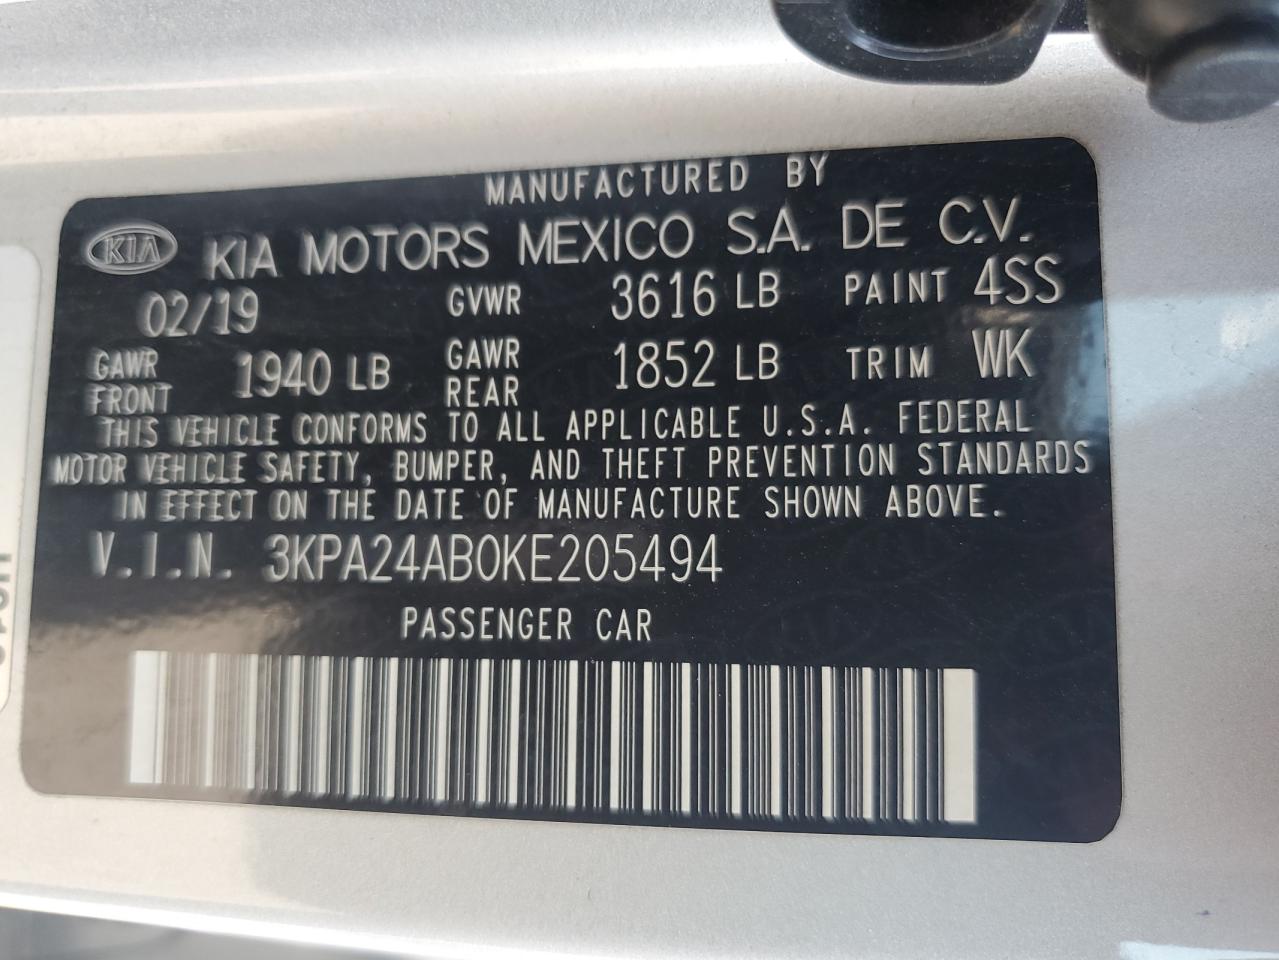 MANUFACTURED BY
KIA KIA MOTORS MEXICO S.A. DE C.V.
02/19 GVWR 3616 LB PAINT 4SS
GAWR FRONT 1940 LB GAWR REAR 1852 LB TRIM WK
THIS VEHICLE CONFORMS TO ALL APPLICABLE U.S.A. FEDERAL
MOTOR VEHICLE SAFETY, BUMPER, AND THEFT PREVENTION STANDARDS
IN EFFECT ON THE DATE OF MANUFACTURE SHOWN ABOVE.
V.I.N. 3KPA24AB0KE205494
PASSENGER CAR